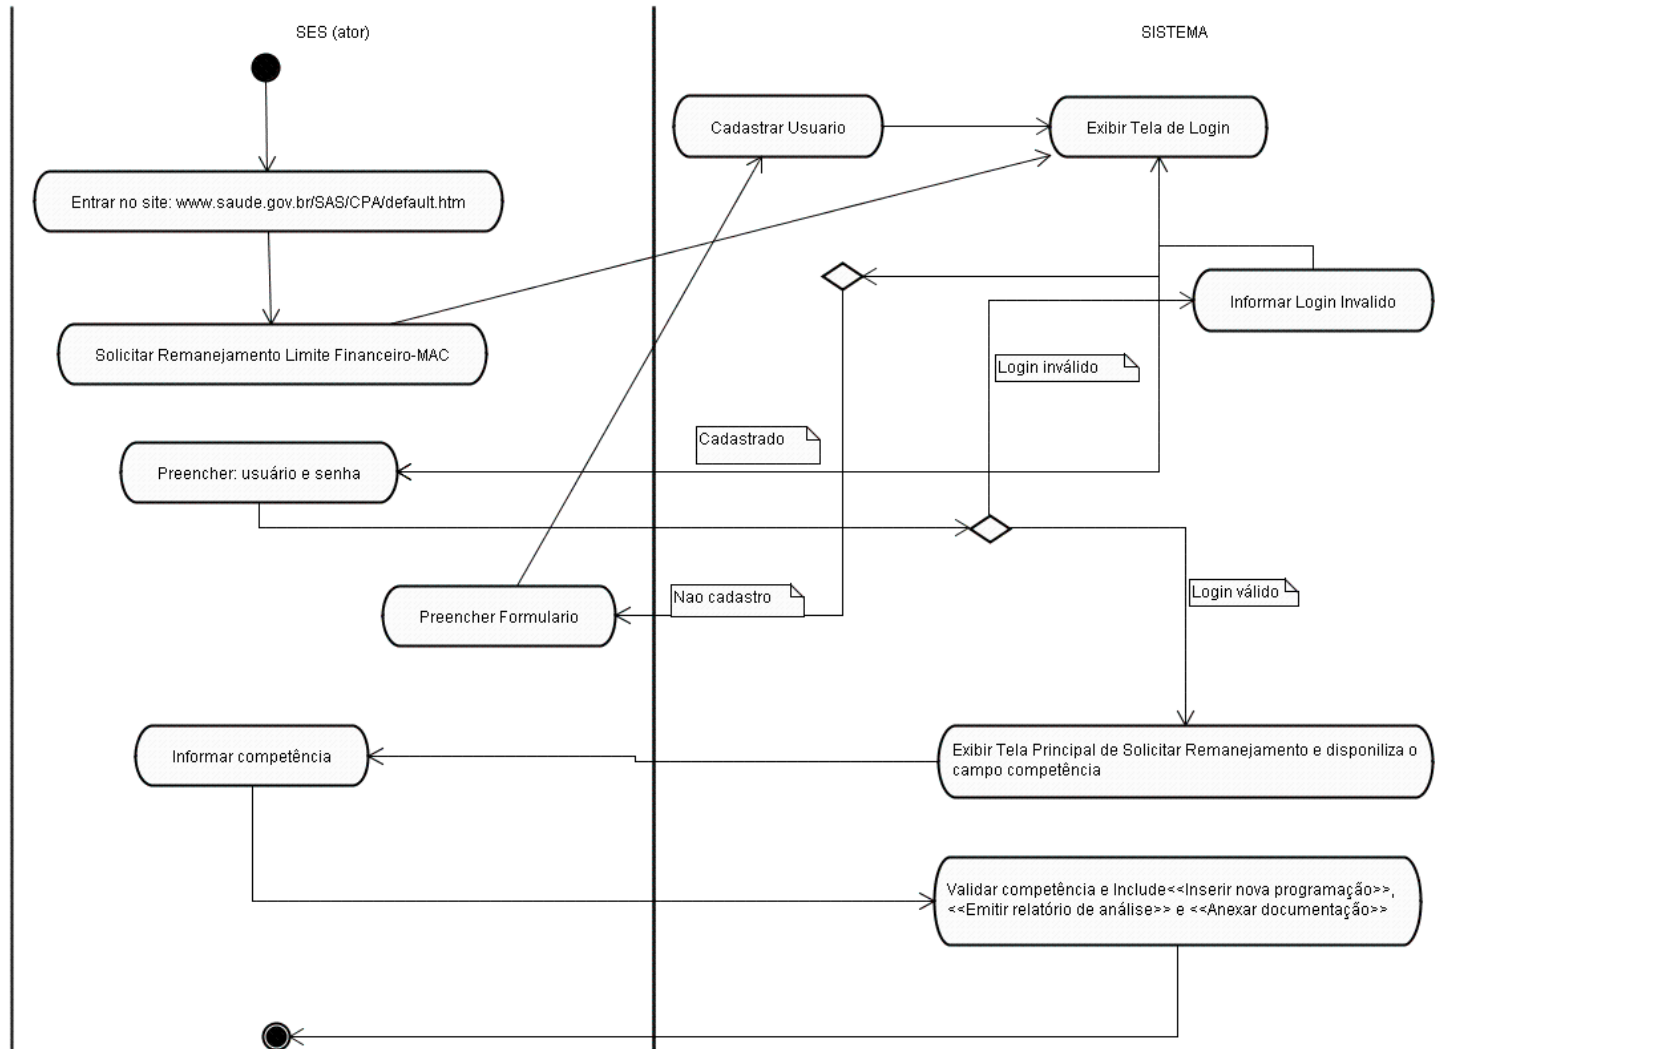 SES (ator)
SISTEMA
Cadastrar Usuario
Exibir Tela de Login
Entrar no site: www.saude.gov.br/SAS/CPA/default.htm
Informar Login Invalido
Solicitar Remanejamento Limite Financeiro-MAC
Login inválido
Cadastrado
Preencher: usuário e senha
Login válido
Nao cadastro
Preencher Formulario
Informar competência
Exibir Tela Principal de Solicitar Remanejamento e disponiliza o
campo competência
Validar competência e Include<<Inserir nova programação>>,
<<Emitir relatório de análise>> e <<Anexar documentação>>